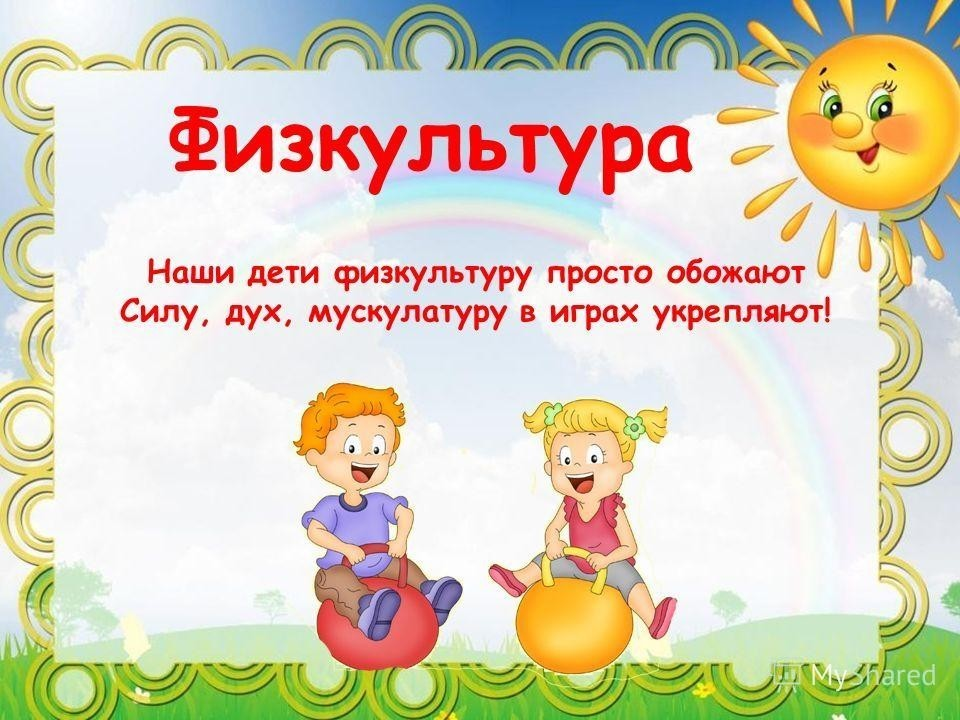 Физкультура
Наши дети физкультуру просто обожают
Силу, дух, мускулатуру в играх укрепляют!
MyShared